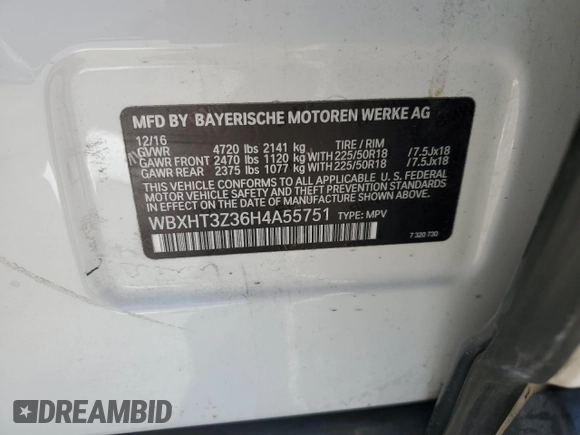 MFD BY BAYERISCHE MOTOREN WERKE AG
12/16
GVWR 4720 lbs 2141 kg TIRE / RIM
GAWR FRONT 2470 lbs 1120 kg WITH 225/50R18 /7.5Jx18
GAWR REAR 2375 lbs 1077 kg WITH 225/50R18 /7.5Jx18
THIS VEHICLE CONFORMS TO ALL APPLICABLE U. S. FEDERAL
MOTOR VEHICLE SAFETY AND THEFT PREVENTION STANDARDS
IN EFFECT ON THE DATE OF MANUFACTURE SHOWN ABOVE.
WBXHT3Z36H4A55751 TYPE: MPV
7 320 730
DREAMBID